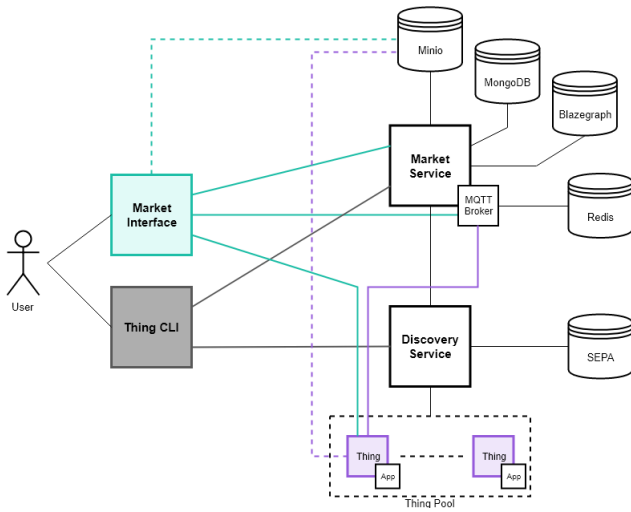 Minio
MongoDB
Blazegraph
Market
Service
MQTT
Broker
Redis
Market
Interface
User
Thing CLI
Discovery
Service
SEPA
Thing
App
Thing
App
Thing Pool